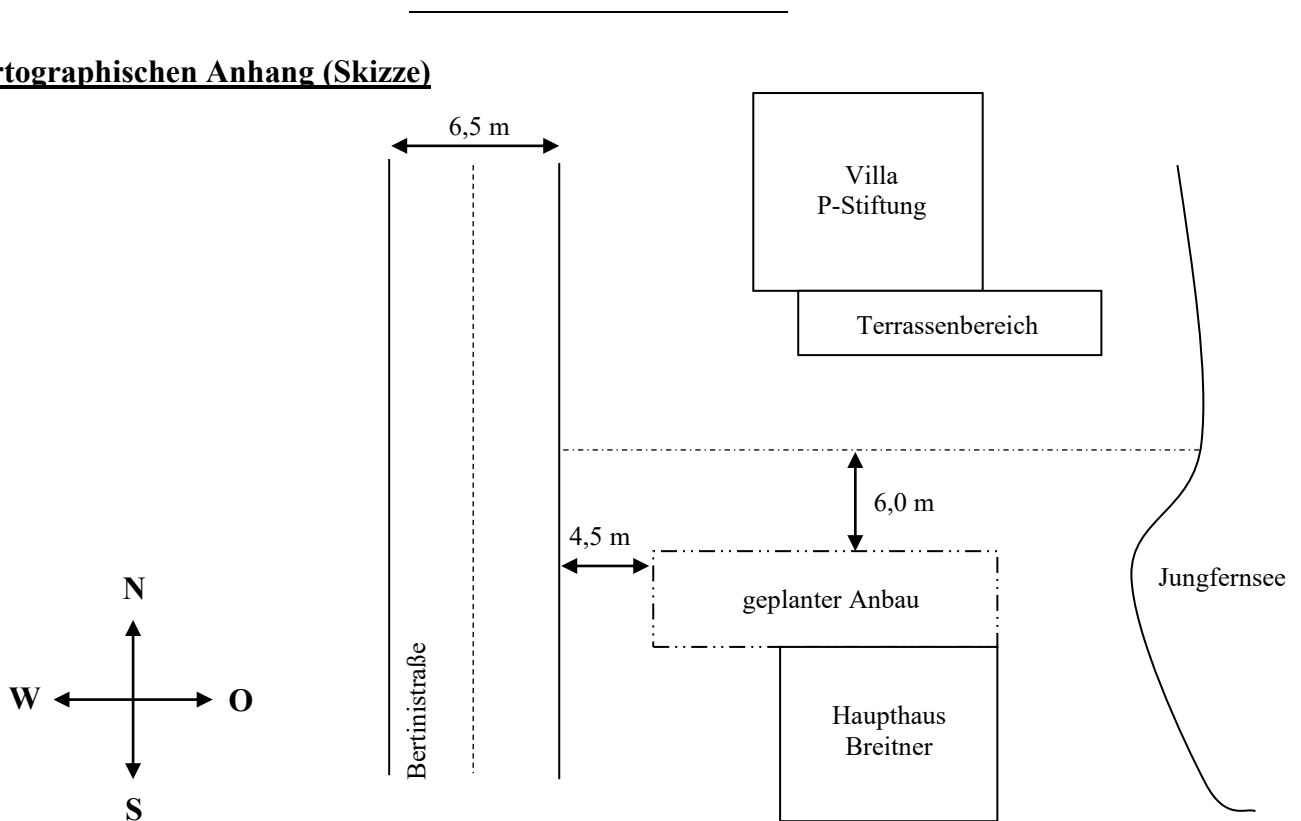 rtographischen Anhang (Skizze)
6,5 m
Villa
P-Stiftung
Terrassenbereich
6,0 m
4,5 m
geplanter Anbau
Jungfernsee
N
W
O
S
Bertinistraße
Haupthaus
Breitner